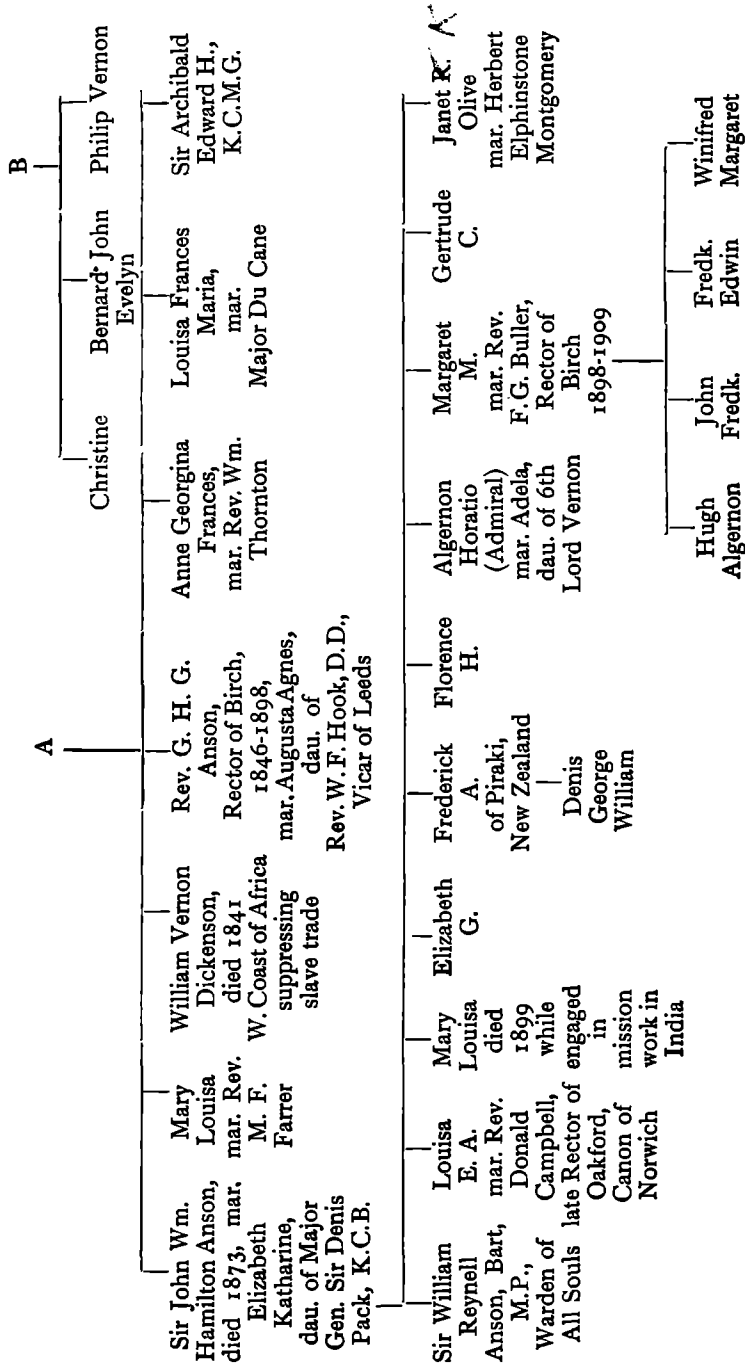 B
Christine
Bernard John
Evelyn
Philip Vernon
A
Sir John Wm.
Hamilton Anson,
died 1873, mar.
Elizabeth
Katharine,
dau. of Major
Gen. Sir Denis
Pack, K.C.B.
Mary
Louisa
mar. Rev.
M. F.
Farrer
William Vernon
Dickenson,
died 1841
W. Coast of Africa
suppressing
slave trade
Rev. G. H. G.
Anson,
Rector of Birch,
1846-1898,
mar. Augusta Agnes,
dau. of
Rev. W. F. Hook, D.D.,
Vicar of Leeds
Anne Georgina
Frances,
mar. Rev. Wm.
Thornton
Louisa Frances
Maria,
mar.
Major Du Cane
Sir Archibald
Edward H.,
K.C.M.G.
Sir William
Reynell
Anson, Bart,
M.P.,
Warden of
All Souls
Louisa
E. A.
mar. Rev.
Donald
Campbell,
late Rector of
Oakford,
Canon of
Norwich
Mary
Louisa
died
1899
while
engaged
in
mission
work in
India
Elizabeth
G.
Frederick
A.
of Piraki,
New Zealand
Denis
George
William
Florence
H.
Algernon
Horatio
(Admiral)
mar. Adela,
dau. of 6th
Lord Vernon
Margaret
M.
mar. Rev.
F. G. Buller,
Rector of
Birch
1898-1909
Gertrude
C.
Janet R. A
Olive
mar. Herbert
Elphinstone
Montgomery
Hugh
Algernon
John
Fredk.
Fredk.
Edwin
Winifred
Margaret